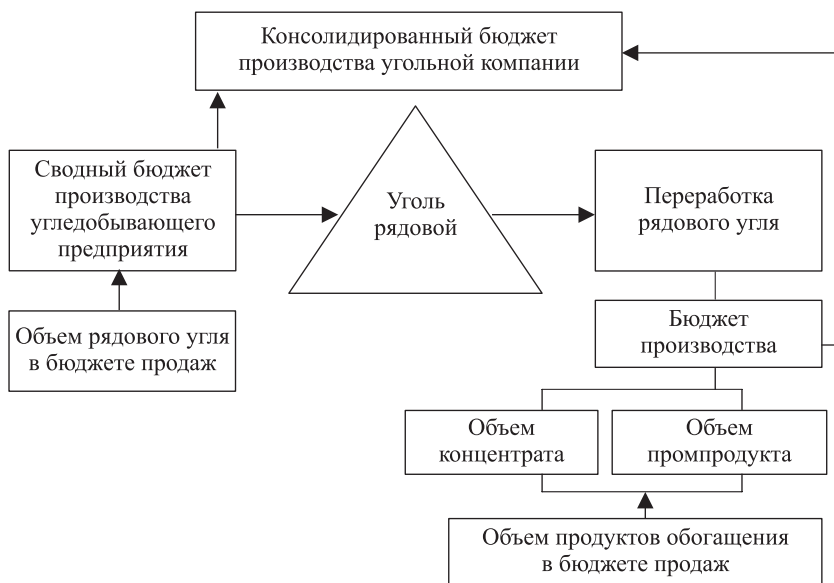 Консолидированный бюджет
производства угольной компании
Сводный бюджет
производства
угледобывающего
предприятия
Уголь
рядовой
Переработка
рядового угля
Объем рядового угля
в бюджете продаж
Бюджет
производства
Объем
концентрата
Объем
промпродукта
Объем продуктов обогащения
в бюджете продаж